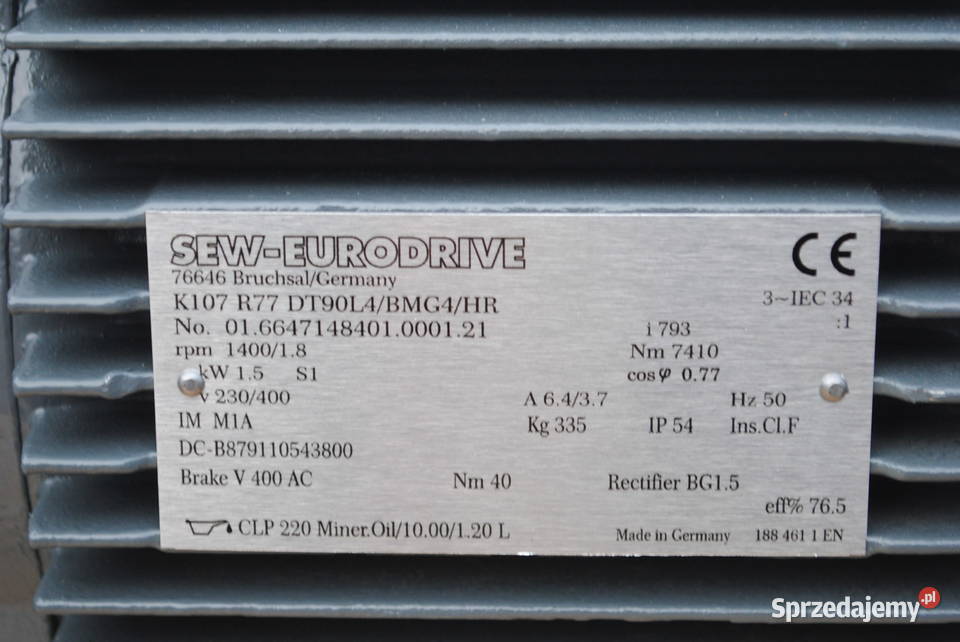 SEW-EURODRIVE
CE
76646 Bruchsal/Germany
K107 R77 DT90L4/BMG4/HR
3~IEC 34
No. 01.6647148401.0001.21
i 793
:1
rpm 1400/1.8
Nm 7410
kW 1.5 S1
cosφ 0.77
V 230/400
A 6.4/3.7
Hz 50
IM M1A
Kg 335
IP 54
Ins.Cl.F
DC-B879110543800
Brake V 400 AC
Nm 40
Rectifier BG1.5
eff% 76.5
CLP 220 Miner.Oil/10.00/1.20 L
Made in Germany
188 461 1 EN
Sprzedajemy.pl